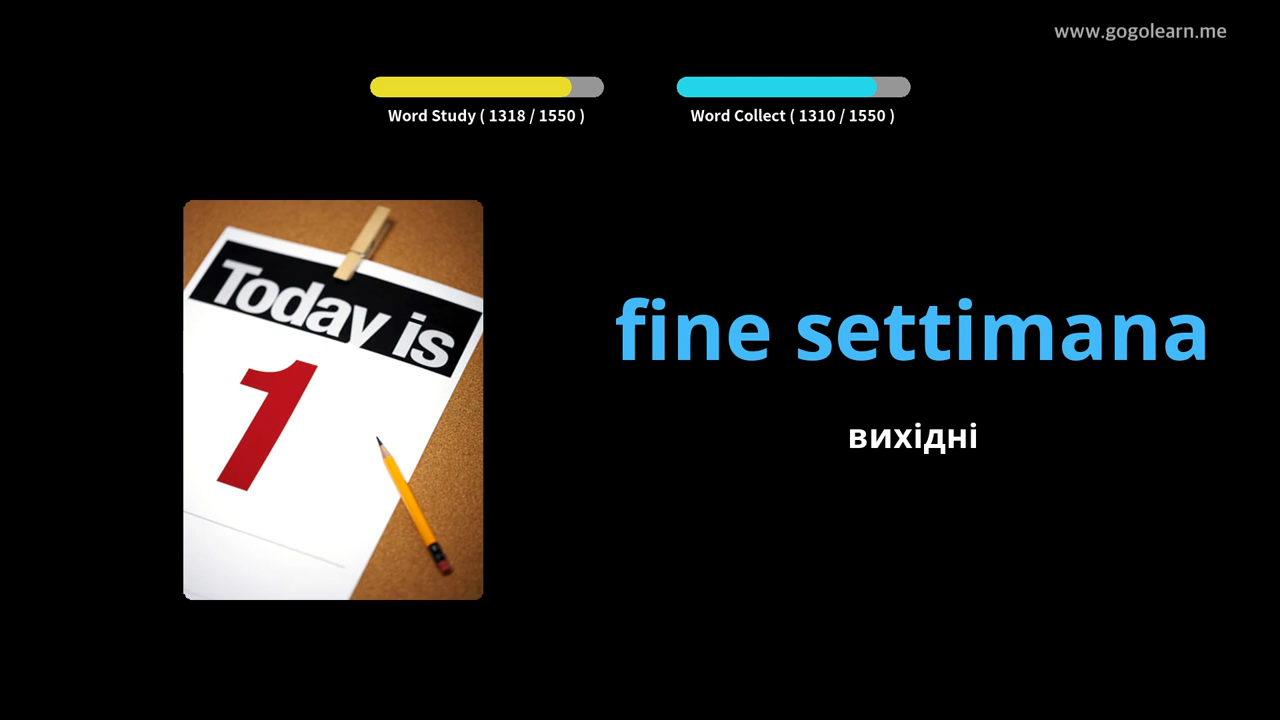 www.gogolearn.me
Word Study ( 1318 / 1550 )
Word Collect ( 1310 / 1550 )
Today is
1
fine settimana
вихідні